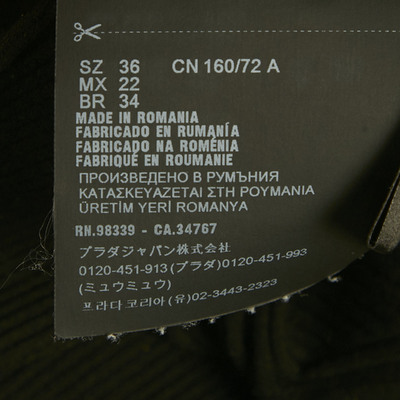 SZ 36 CN 160/72 A
MX 22
BR 34
MADE IN ROMANIA
FABRICADO EN RUMANÍA
FABRICADO NA ROMÉNIA
FABRIQUÉ EN ROUMANIE
ПРОИЗВЕДЕНО В РУМЪНИЯ
ΚΑΤΑΣΚΕΥΑΖΕΤΑΙ ΣΤΗ ΡΟΥΜΑΝΙΑ
ÜRETİM YERİ ROMANYA
RN.98339 - CA.34767
プラダジャパン株式会社
0120-451-913 (プラダ)/0120-451-993
(ミュウミュウ)
프라다 코리아 (유) 02-3443-2323